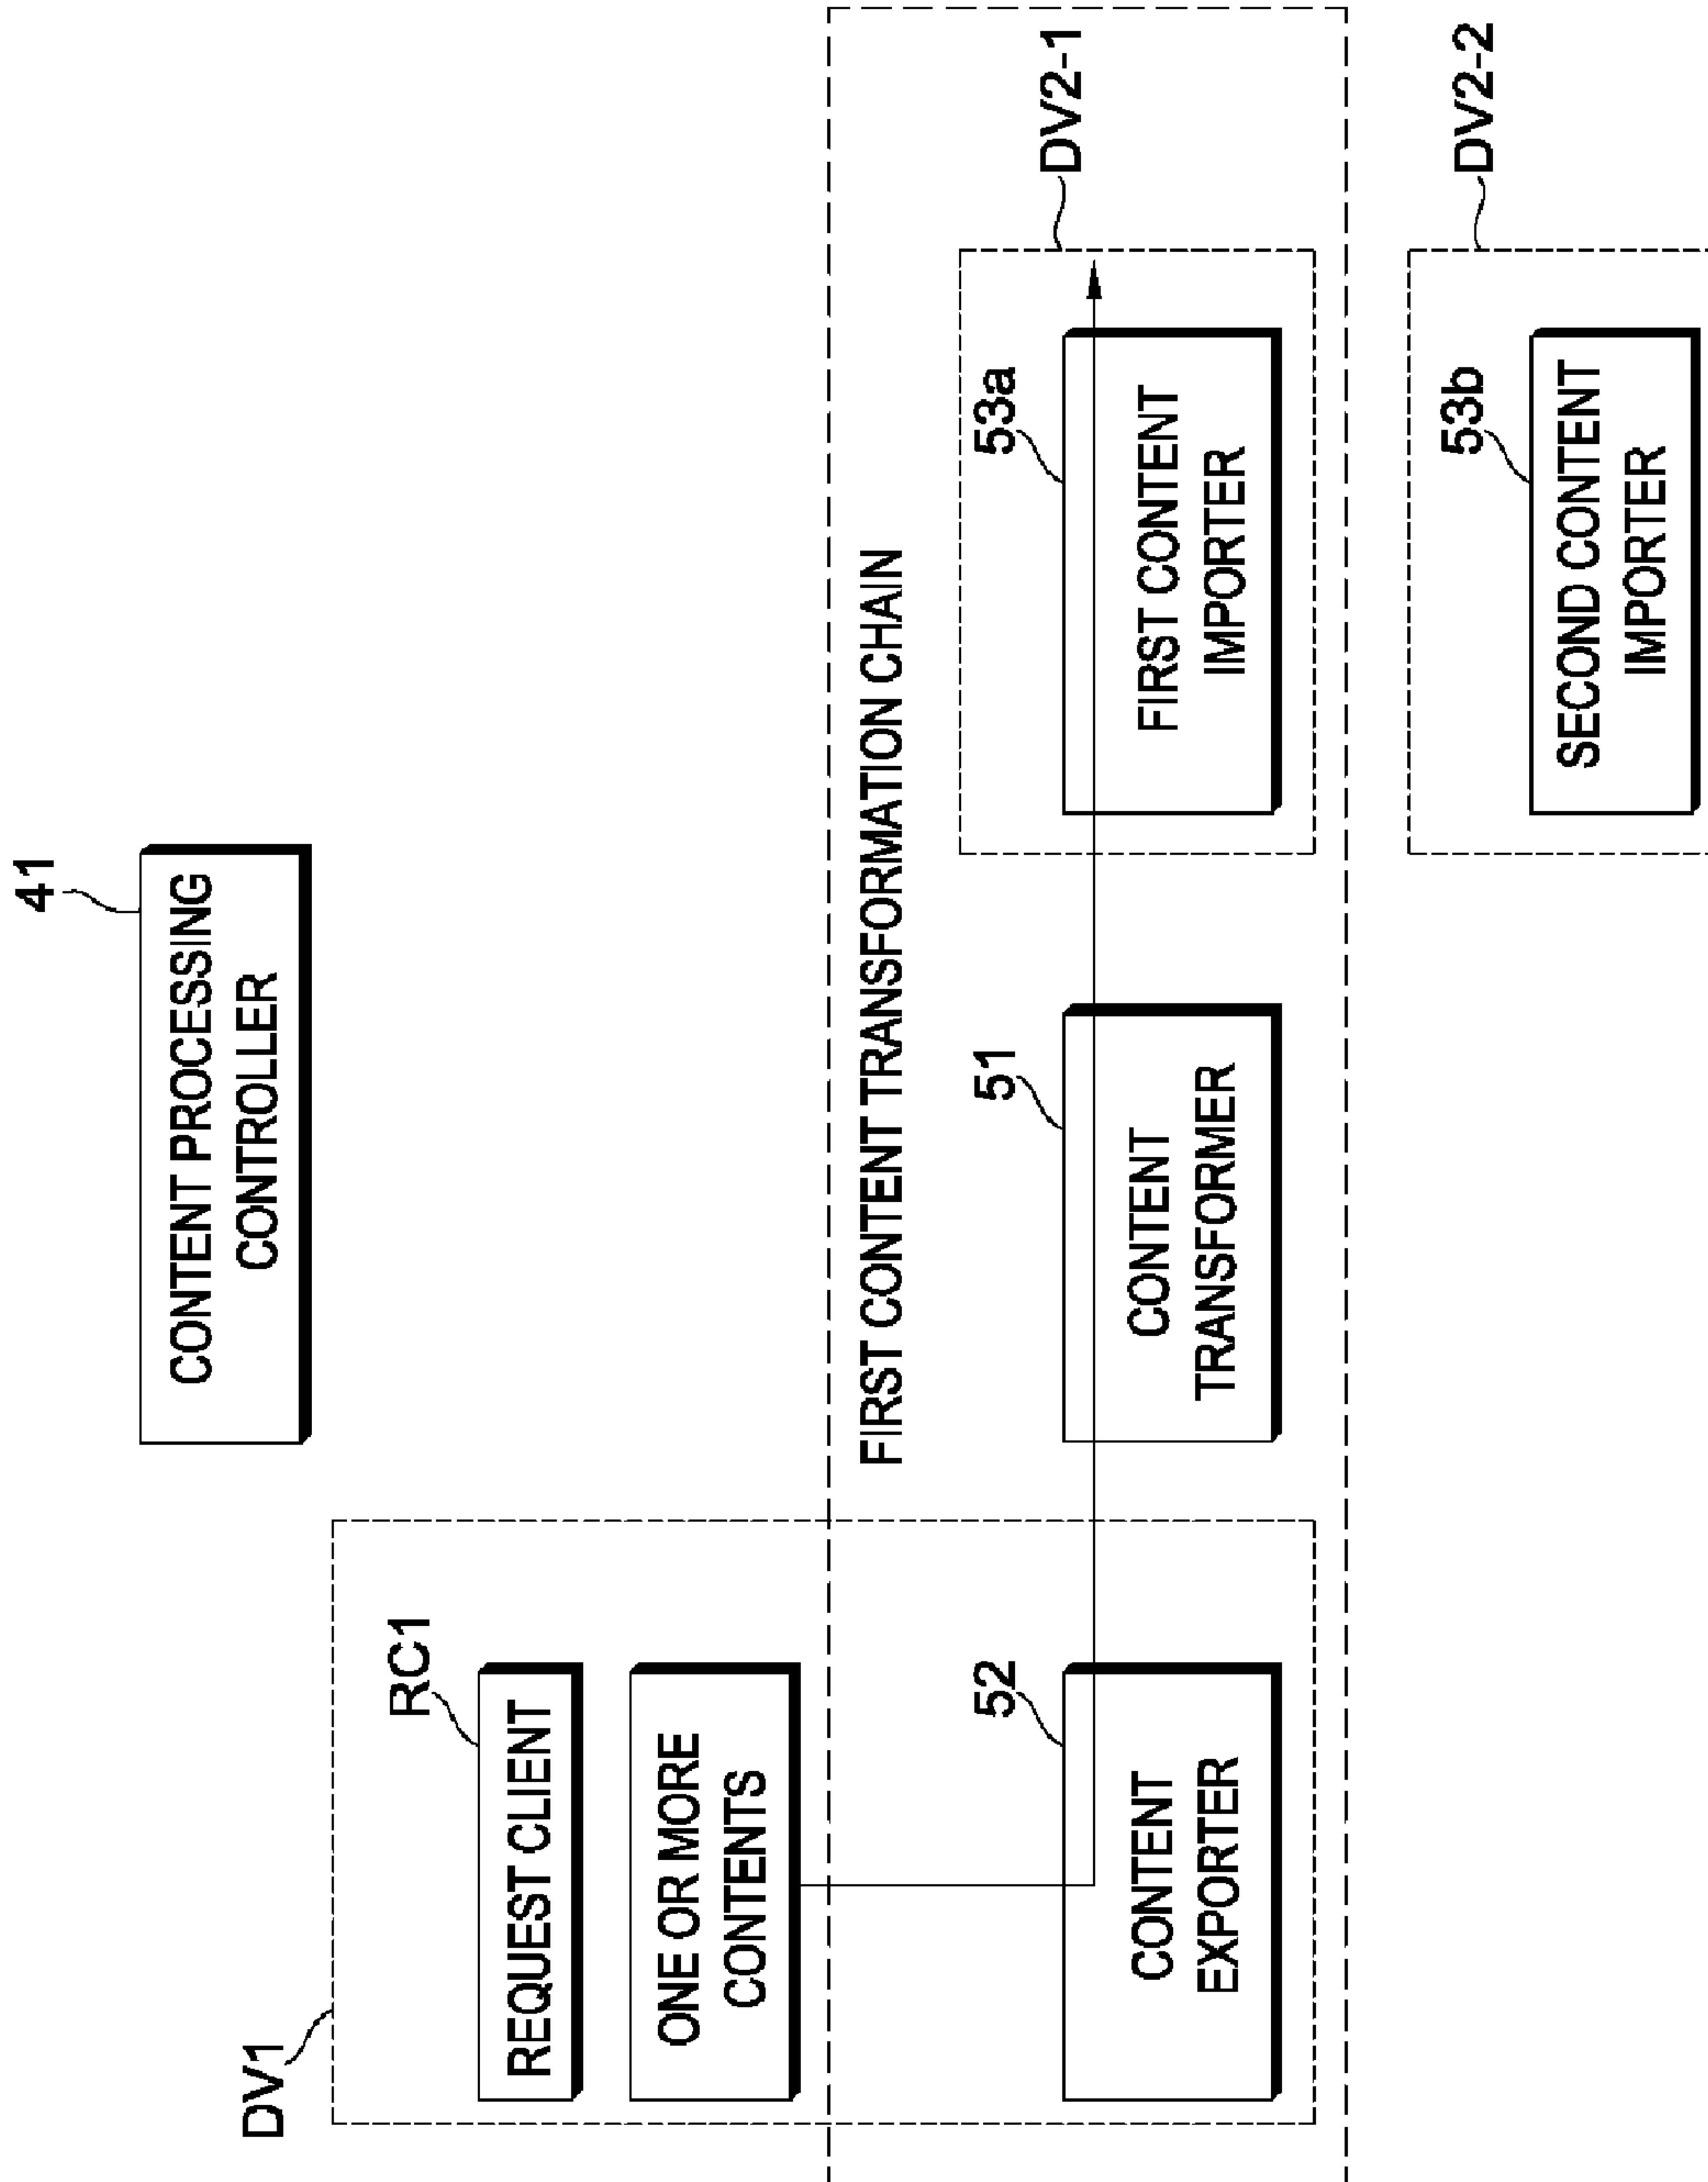 41
CONTENT PROCESSING
CONTROLLER
DV1
RC1
REQUEST CLIENT
ONE OR MORE
CONTENTS
FIRST CONTENT TRANSFORMATION CHAIN
52
CONTENT
EXPORTER
51
CONTENT
TRANSFORMER
53a
FIRST CONTENT
IMPORTER
DV2-1
53b
SECOND CONTENT
IMPORTER
DV2-2